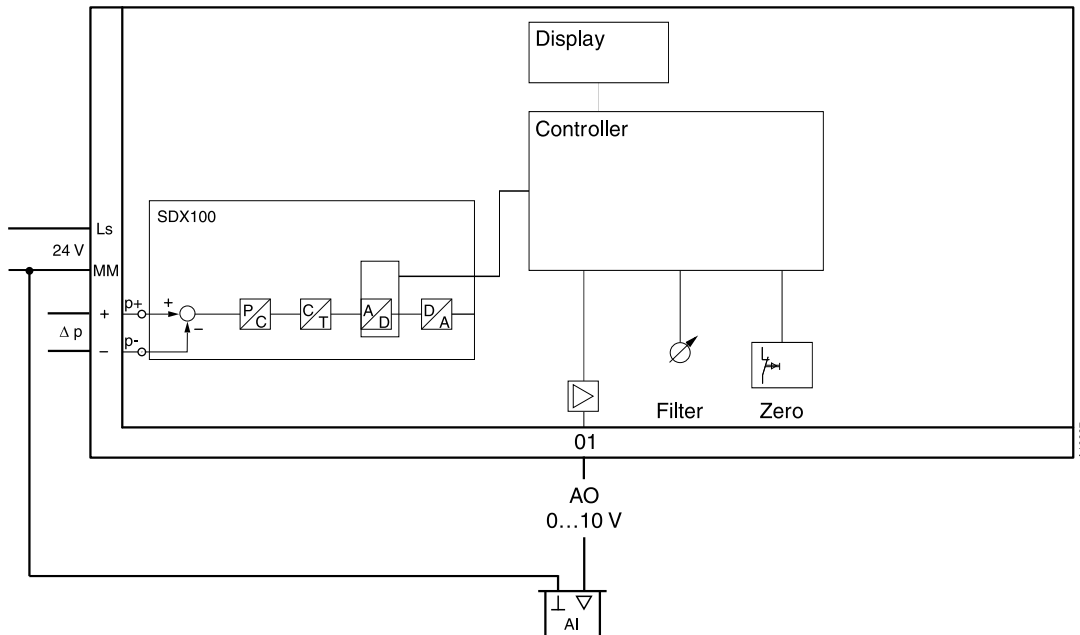 Display
Controller
SDX100
Ls
24 V
MM
+ p+ + P C C T A D D A
Δ p
–
– p-
Filter
Zero
01
AO
0…10 V
AI